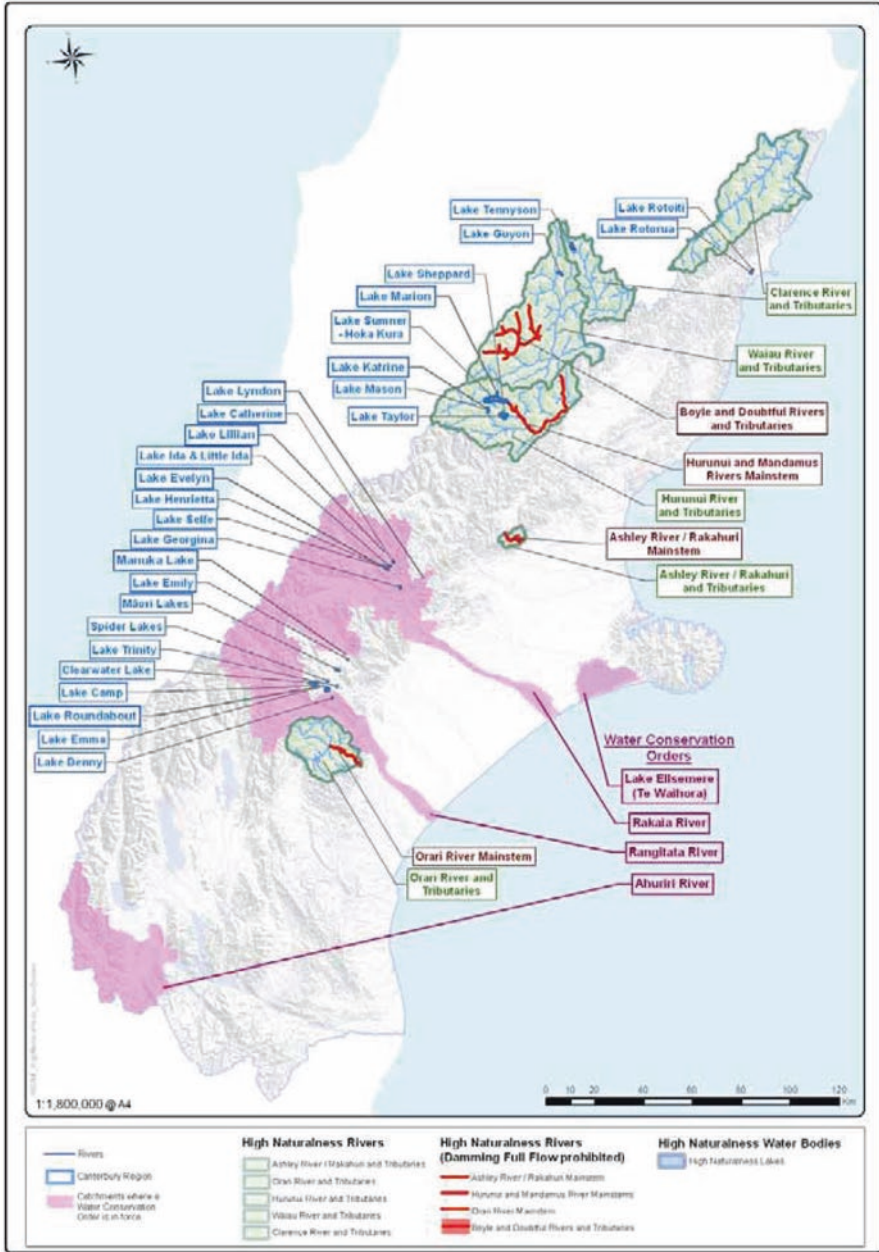 Lake Tennyson
Lake Guyon
Lake Rotoiti
Lake Rotorua
Lake Sheppard
Lake Marion
Lake Sumner
- Hoka Kura
Lake Katrine
Lake Mason
Lake Taylor
Clarence River
and Tributaries
Waiau River
and Tributaries
Boyle and Doubtful Rivers
and Tributaries
Hurunui and Mandamus
Rivers Mainstem
Hurunui River
and Tributaries
Ashley River / Rakahuri
Mainstem
Ashley River / Rakahuri
and Tributaries
Lake Lyndon
Lake Catherine
Lake Lillian
Lake Ida & Little Ida
Lake Evelyn
Lake Henrietta
Lake Selfe
Lake Georgina
Manuka Lake
Lake Emily
Māori Lakes
Spider Lakes
Lake Trinity
Clearwater Lake
Lake Camp
Lake Roundabout
Lake Emma
Lake Denny
Water Conservation
Orders
Lake Ellsemere
(Te Waihora)
Rakaia River
Rangitata River
Ahuriri River
Orari River Mainstem
Orari River and
Tributaries
1:1,800,000 @ A4
0 10 20 40 60 80 100 120
Km
Rivers
Canterbury Region
Catchments where a
Water Conservation
Order is in force
High Naturalness Rivers
Ashley River / Rakahuri and Tributaries
Orari River and Tributaries
Hurunui River and Tributaries
Waiau River and Tributaries
Clarence River and Tributaries
High Naturalness Rivers
(Damming Full Flow prohibited)
Ashley River / Rakahuri Mainstem
Hurunui and Mandamus River Mainstems
Orari River Mainstem
Boyle and Doubtful Rivers and Tributaries
High Naturalness Water Bodies
High Naturalness Lakes